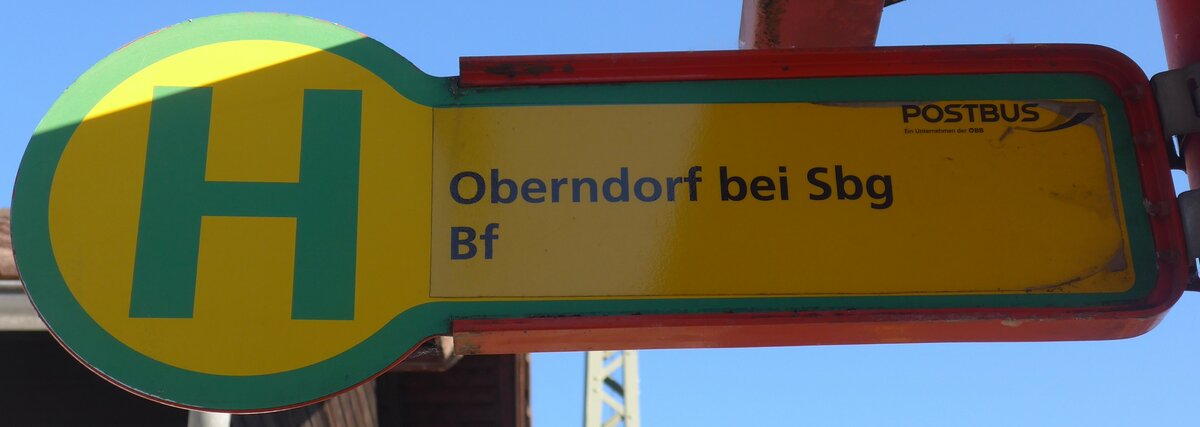 H
POSTBUS
Ein Unternehmen der ÖBB
Oberndorf bei Sbg
Bf